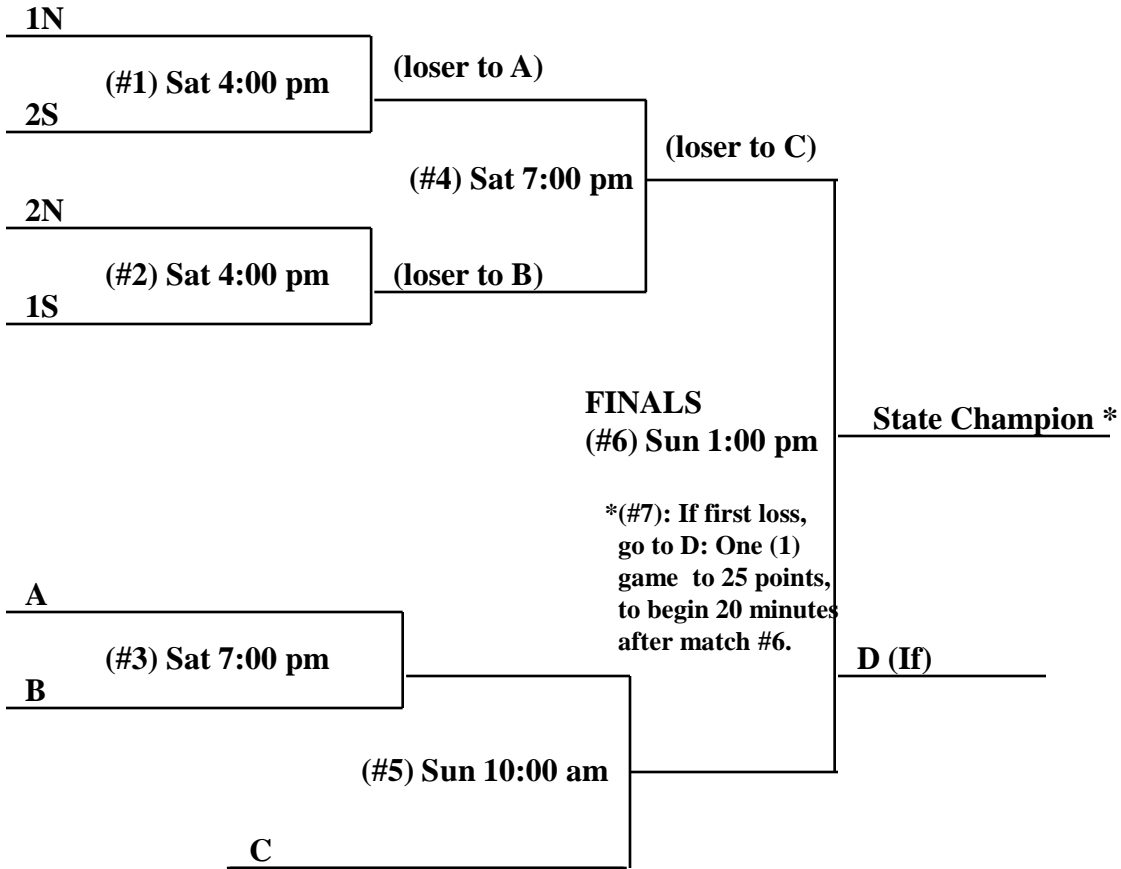 1N
(#1) Sat 4:00 pm
(loser to A)
2S
(loser to C)
(#4) Sat 7:00 pm
2N
(#2) Sat 4:00 pm
(loser to B)
1S
FINALS
(#6) Sun 1:00 pm
State Champion *
*(#7): If first loss,
go to D: One (1)
game to 25 points,
to begin 20 minutes
after match #6.
A
(#3) Sat 7:00 pm
D (If)
B
(#5) Sun 10:00 am
C